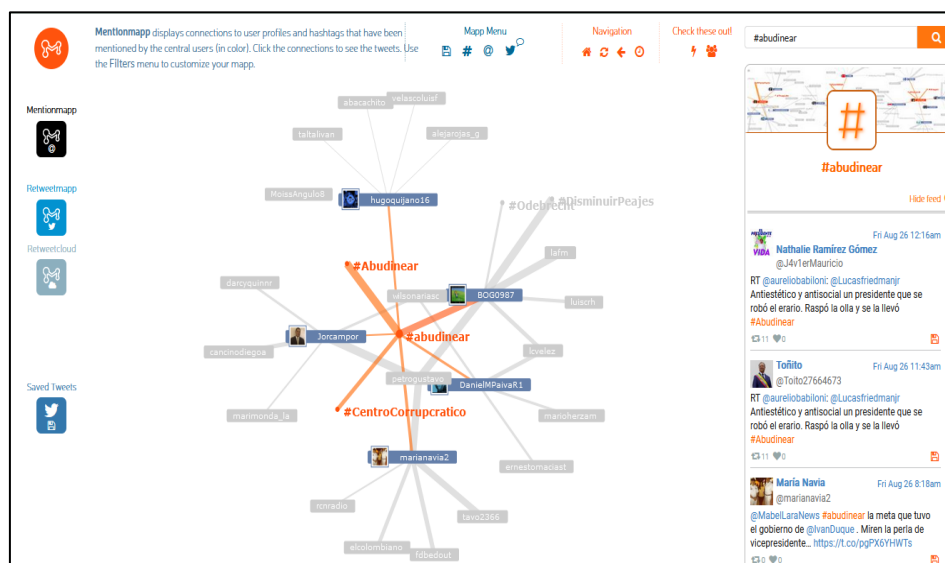 Mentionmapp displays connections to user profiles and hashtags that have been
mentioned by the central users (in color). Click the connections to see the tweets. Use
the Filters menu to customize your mapp.
Mapp Menu
Navigation
Check these out!
#abudinear
Mentionmapp
Retweetmapp
Retweetcloud
Saved Tweets
abacachito
velascoluisf
taltalivan
alejarojas_g
MoissAngulo8
hugoquijano16
#Odebrecht
#DisminuirPeajes
#Abudinear
lafm
darcyquinnr
wilsonariasc
BOG0987
luiscrh
Jorcampor
#abudinear
cancinodiegoa
lcvelez
petrogustavo
DanielMPaivaR1
marimonda_la
#CentroCorrupcratico
marioherzam
marianavia2
ernestomaciast
rcnradio
tavo2366
elcolombiano
fdbedout
#
#abudinear
Hide feed
Fri Aug 26 12:16am
Nathalie Ramírez Gómez
@J4v1erMauricio
RT @aureliobabiloni: @Lucasfriedmanjr
Antiestético y antisocial un presidente que se
robó el erario. Raspó la olla y se la llevó
#Abudinear
11 0
Toñito
Fri Aug 26 11:43am
@Toito27664673
RT @aureliobabiloni: @Lucasfriedmanjr
Antiestético y antisocial un presidente que se
robó el erario. Raspó la olla y se la llevó
#Abudinear
11 0
María Navia
Fri Aug 26 8:18am
@marianavia2
@MabelLaraNews #abudinear la meta que tuvo
el gobierno de @IvanDuque . Miren la perla de
vicepresidente... https://t.co/pgPX6YHWTs
0 0